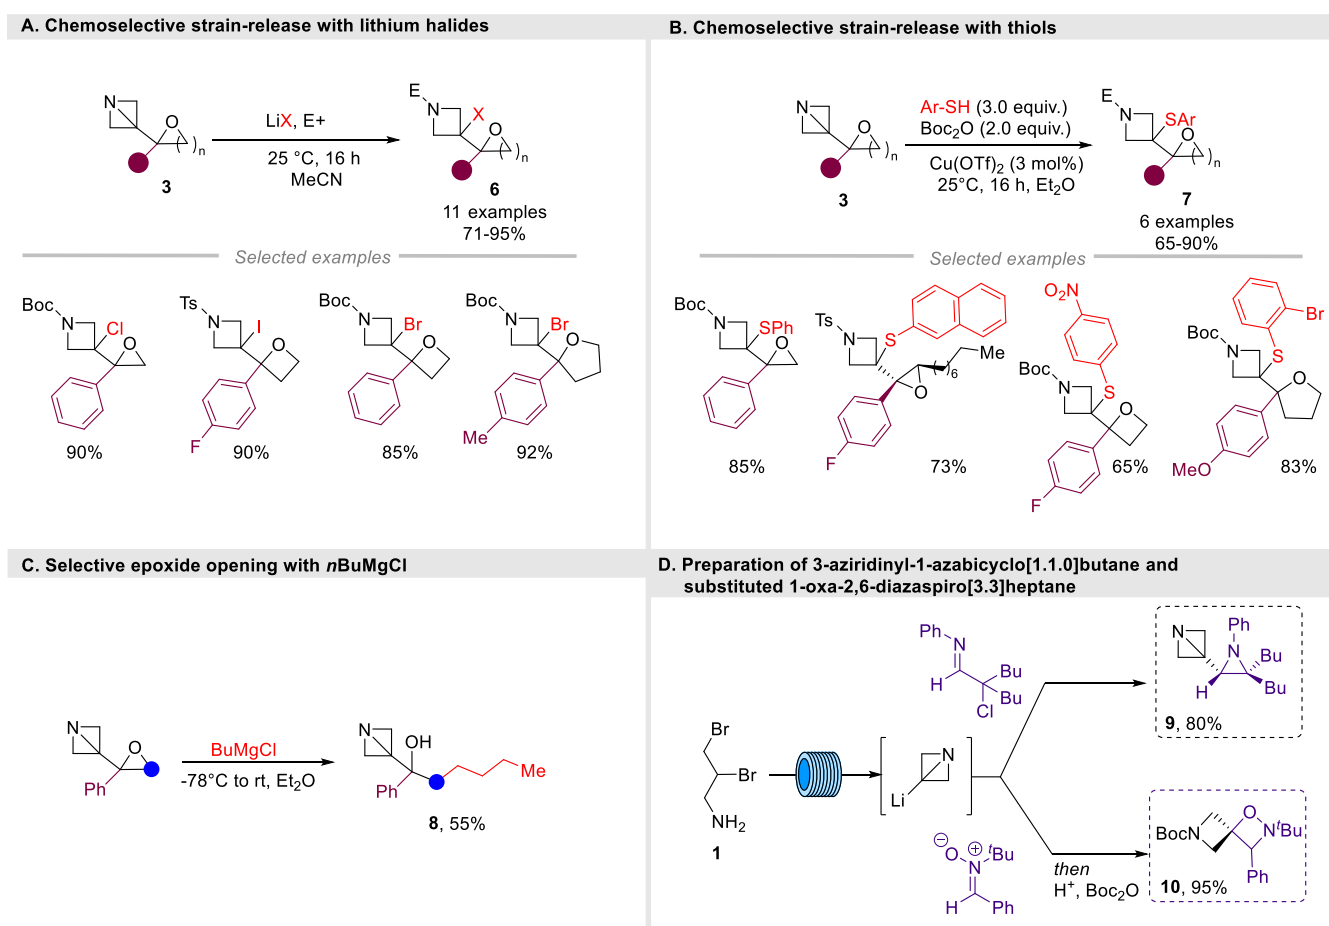 A. Chemoselective strain-release with lithium halides
N
O
( )n
3
LiX, E+
25 °C, 16 h
MeCN
E
N
X
O
( )n
6
11 examples
71-95%
Selected examples
Boc
N
Cl
O
90%
Ts
N
I
O
F
90%
Boc
N
Br
O
85%
Boc
N
Br
O
Me
92%
B. Chemoselective strain-release with thiols
N
O
( )n
3
Ar-SH (3.0 equiv.)
Boc2O (2.0 equiv.)
Cu(OTf)2 (3 mol%)
25°C, 16 h, Et2O
E
N
SAr
O
( )n
7
6 examples
65-90%
Selected examples
Boc
N
SPh
O
85%
Ts
N
S
Me
( )6
O
F
73%
O2N
Boc
N
S
O
F
65%
Br
Boc
N
S
O
MeO
83%
C. Selective epoxide opening with nBuMgCl
N
O
Ph
BuMgCl
-78°C to rt, Et2O
N
OH
Ph
Me
8, 55%
D. Preparation of 3-aziridinyl-1-azabicyclo[1.1.0]butane and
substituted 1-oxa-2,6-diazaspiro[3.3]heptane
Br
Br
NH2
1
N
Li
Ph
N
H
Bu
Bu
Cl
N
Ph
N
Bu
Bu
H
9, 80%
⊖
O
⊕
N
tBu
H
Ph
then
H+, Boc2O
BocN
O
NtBu
Ph
10, 95%